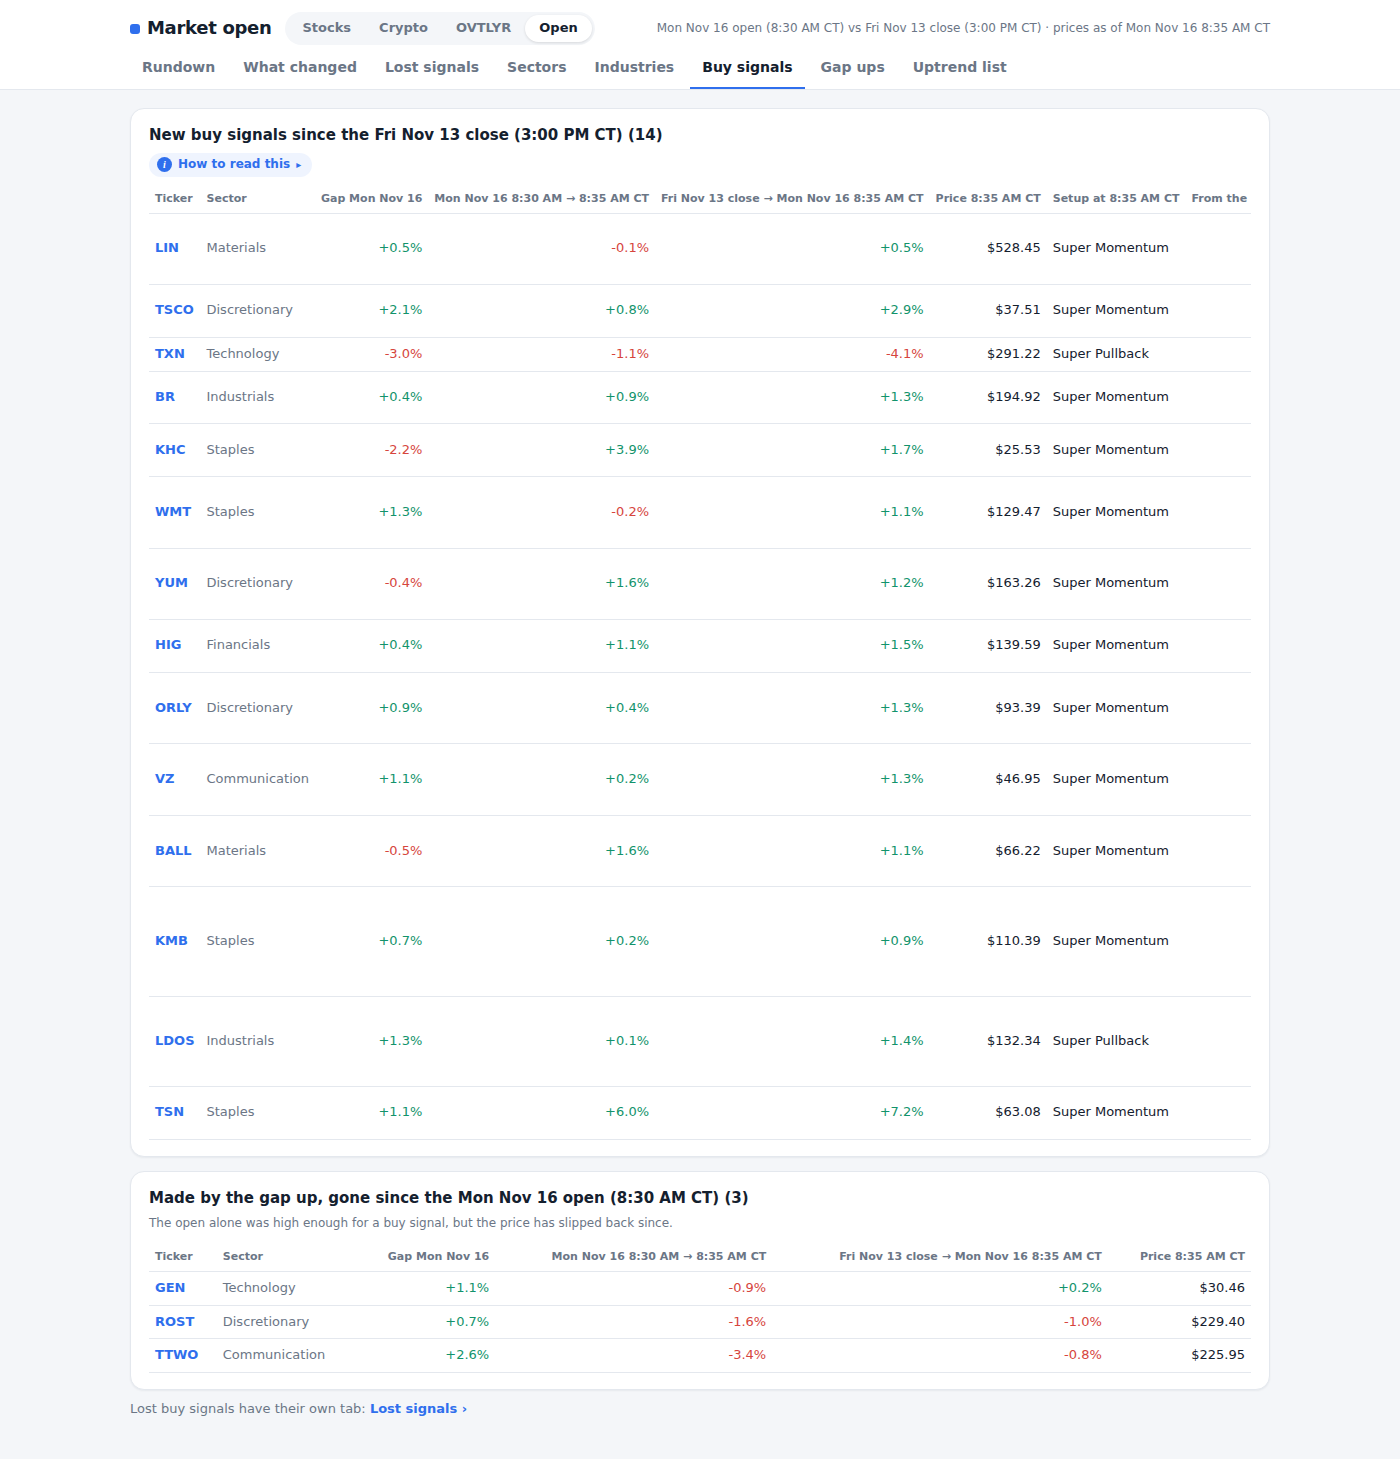 Market open Stocks Crypto OVTLYR Open Mon Nov 16 open (8:30 AM CT) vs Fri Nov 13 close (3:00 PM CT) · prices as of Mon Nov 16 8:35 AM CT
Rundown What changed Lost signals Sectors Industries Buy signals Gap ups Uptrend list
New buy signals since the Fri Nov 13 close (3:00 PM CT) (14)
i How to read this ▸
Ticker Sector Gap Mon Nov 16 Mon Nov 16 8:30 AM → 8:35 AM CT Fri Nov 13 close → Mon Nov 16 8:35 AM CT Price 8:35 AM CT Setup at 8:35 AM CT From the
LIN Materials +0.5% -0.1% +0.5% $528.45 Super Momentum
TSCO Discretionary +2.1% +0.8% +2.9% $37.51 Super Momentum
TXN Technology -3.0% -1.1% -4.1% $291.22 Super Pullback
BR Industrials +0.4% +0.9% +1.3% $194.92 Super Momentum
KHC Staples -2.2% +3.9% +1.7% $25.53 Super Momentum
WMT Staples +1.3% -0.2% +1.1% $129.47 Super Momentum
YUM Discretionary -0.4% +1.6% +1.2% $163.26 Super Momentum
HIG Financials +0.4% +1.1% +1.5% $139.59 Super Momentum
ORLY Discretionary +0.9% +0.4% +1.3% $93.39 Super Momentum
VZ Communication +1.1% +0.2% +1.3% $46.95 Super Momentum
BALL Materials -0.5% +1.6% +1.1% $66.22 Super Momentum
KMB Staples +0.7% +0.2% +0.9% $110.39 Super Momentum
LDOS Industrials +1.3% +0.1% +1.4% $132.34 Super Pullback
TSN Staples +1.1% +6.0% +7.2% $63.08 Super Momentum
Made by the gap up, gone since the Mon Nov 16 open (8:30 AM CT) (3)
The open alone was high enough for a buy signal, but the price has slipped back since.
Ticker Sector Gap Mon Nov 16 Mon Nov 16 8:30 AM → 8:35 AM CT Fri Nov 13 close → Mon Nov 16 8:35 AM CT Price 8:35 AM CT
GEN Technology +1.1% -0.9% +0.2% $30.46
ROST Discretionary +0.7% -1.6% -1.0% $229.40
TTWO Communication +2.6% -3.4% -0.8% $225.95
Lost buy signals have their own tab: Lost signals ›